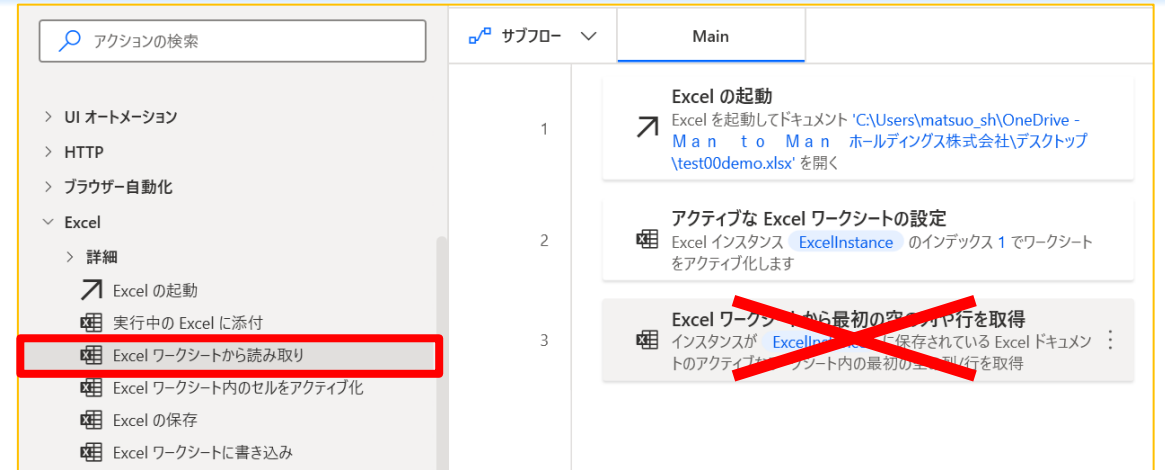 アクションの検索
UI オートメーション
HTTP
ブラウザー自動化
Excel
詳細
Excel の起動
実行中の Excel に添付
Excel ワークシートから読み取り
Excel ワークシート内のセルをアクティブ化
Excel の保存
Excel ワークシートに書き込み
サブフロー
Main
1
Excel の起動
Excel を起動してドキュメント 'C:\Users\matsuo_sh\OneDrive -
Ｍａｎ　ｔｏ　Ｍａｎ　ホールディングス株式会社\デスクトップ
\test00demo.xlsx' を開く
2
アクティブな Excel ワークシートの設定
Excel インスタンス ExcelInstance のインデックス 1 でワークシート
をアクティブ化します
3
Excel ワークシートから最初の空の列や行を取得
インスタンスが ExcelInstance に保存されている Excel ドキュメン
トのアクティブなワークシート内の最初の空の列/行を取得